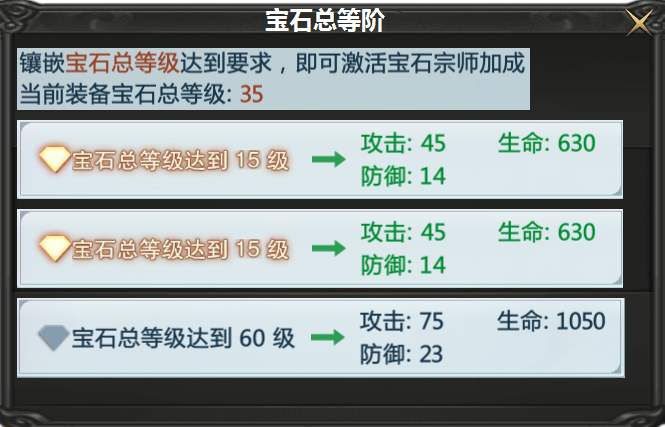 宝石总等阶
镶嵌宝石总等级达到要求，即可激活宝石宗师加成
当前装备宝石总等级: 35
宝石总等级达到 15 级
攻击: 45 生命: 630
防御: 14
宝石总等级达到 15 级
攻击: 45 生命: 630
防御: 14
宝石总等级达到 60 级
攻击: 75 生命: 1050
防御: 23